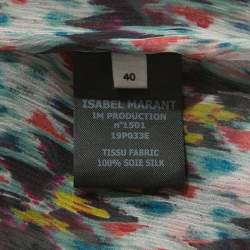 40
ISABEL MARANT
IM PRODUCTION
n°1501
19P033E
TISSU FABRIC
100% SOIE SILK